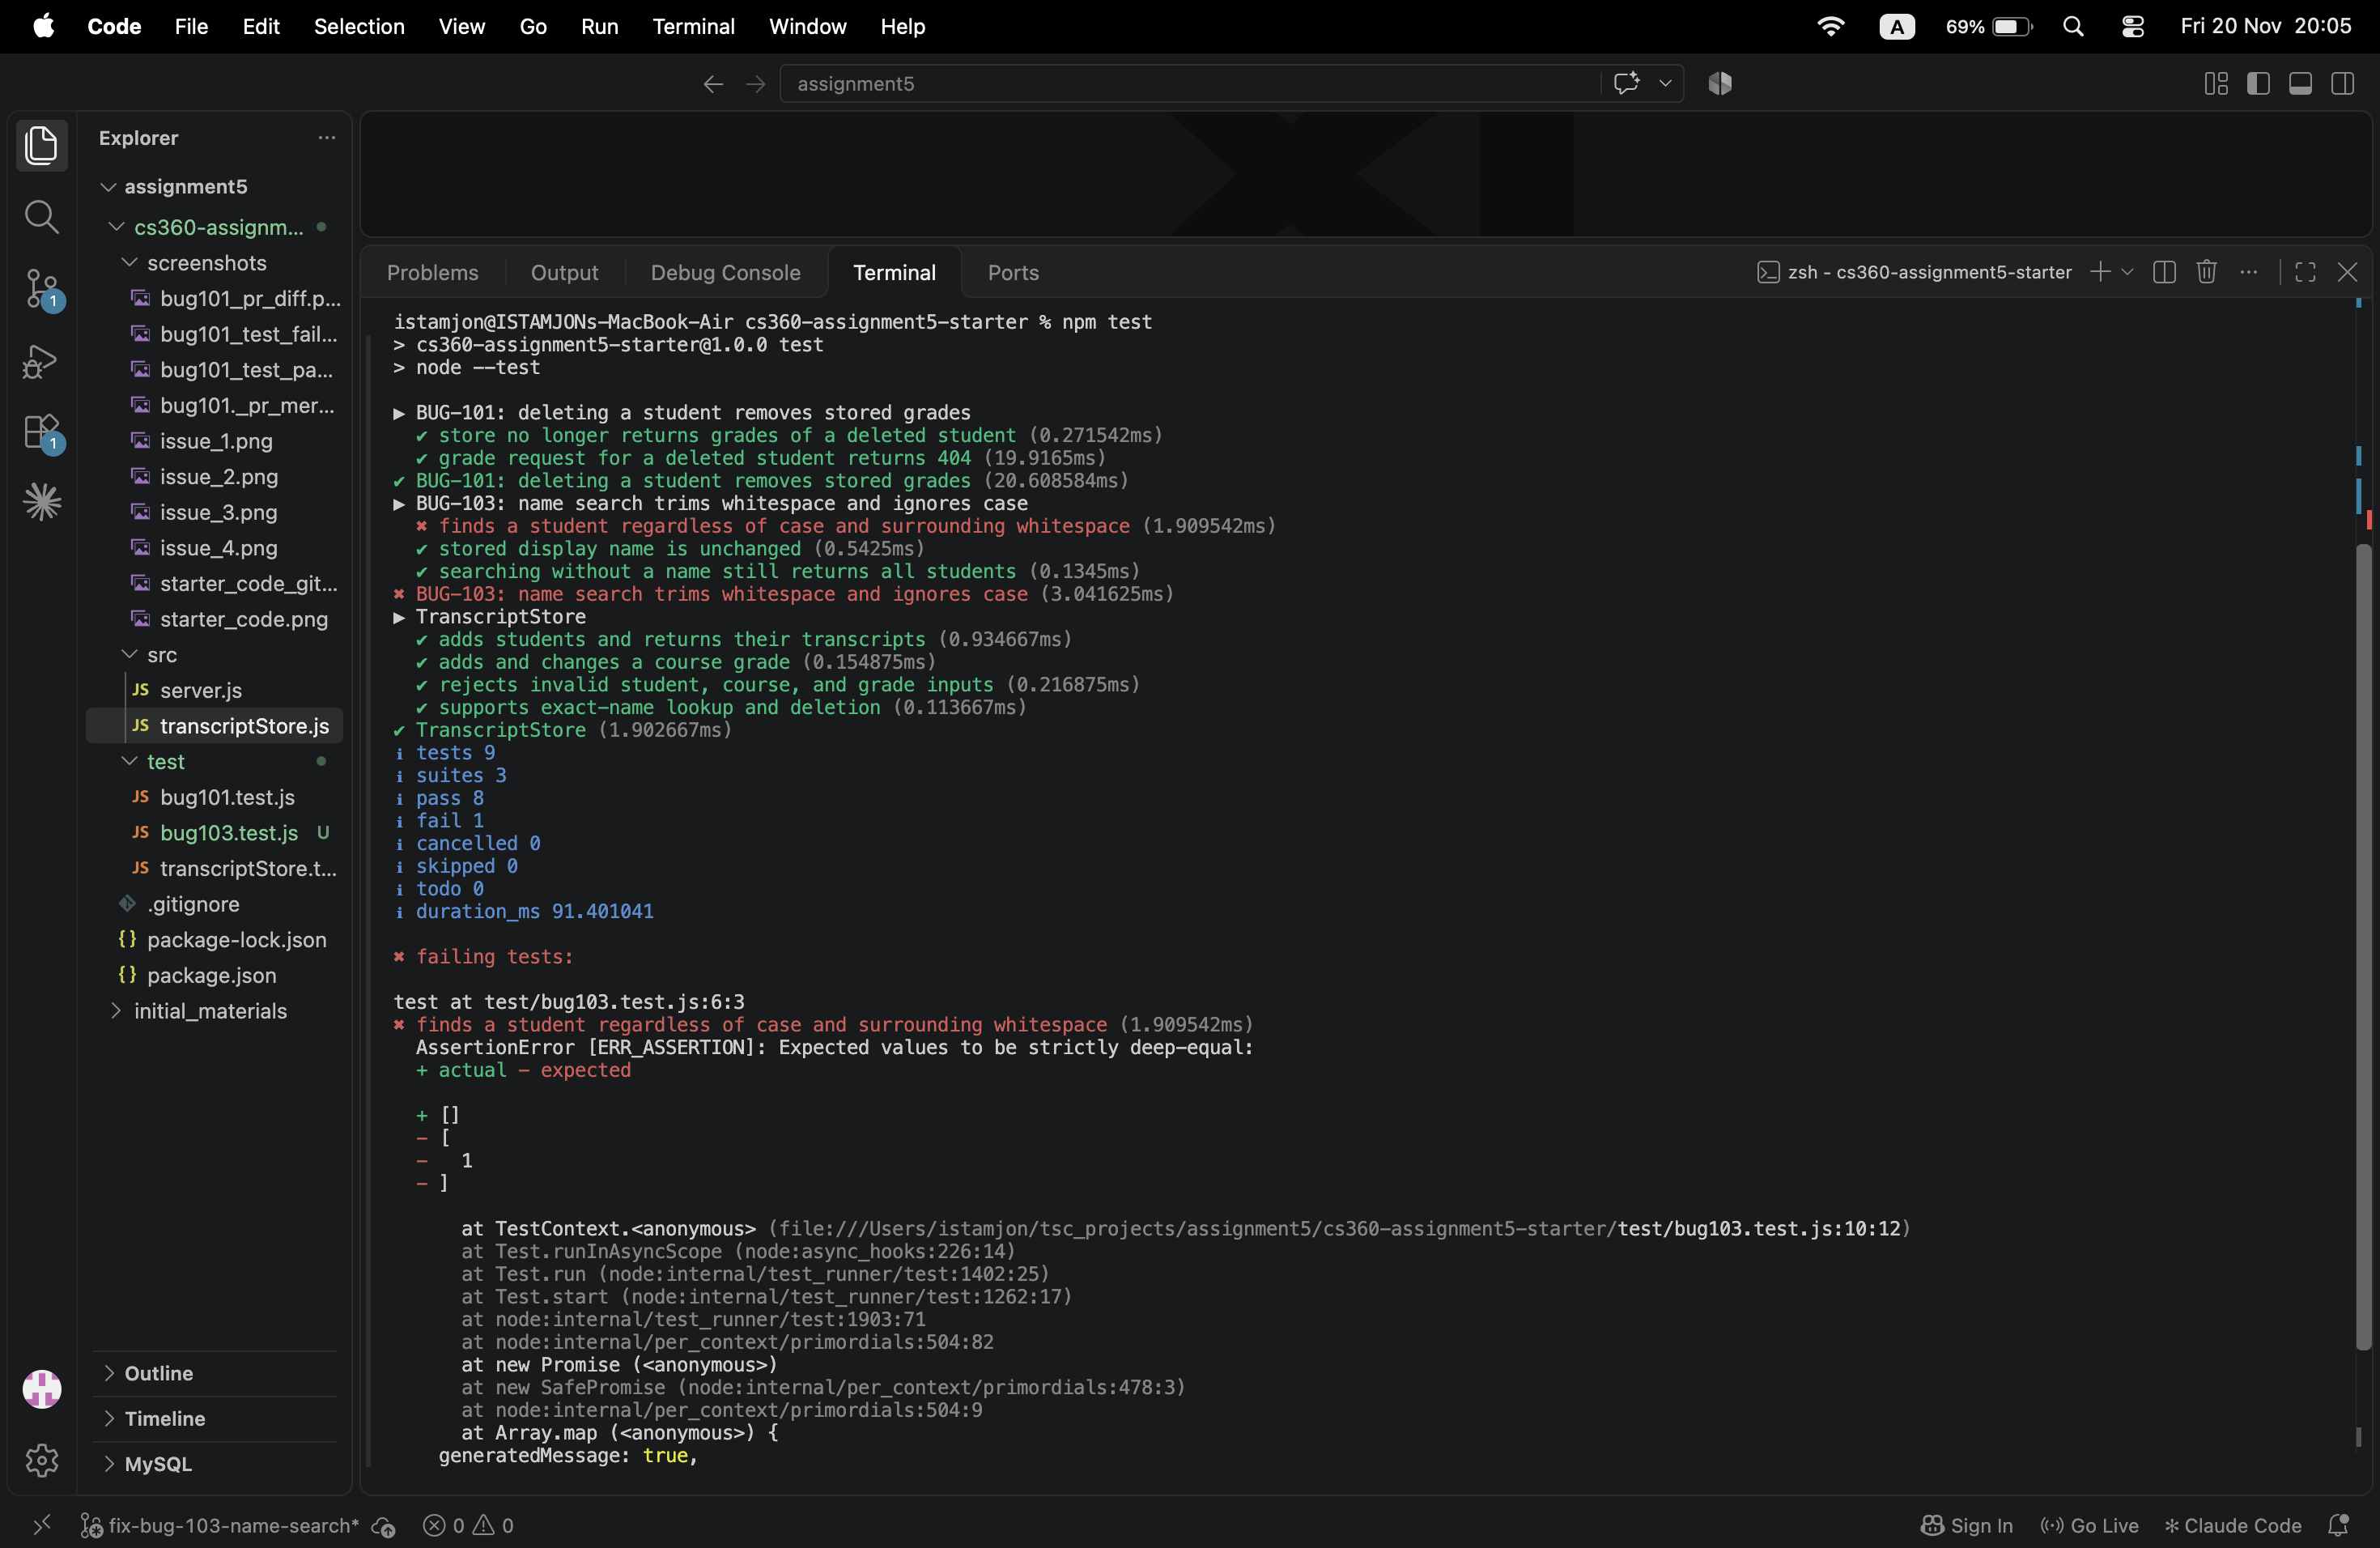 Code File Edit Selection View Go Run Terminal Window Help
A 69% Fri 20 Nov 20:05
assignment5
Explorer
assignment5
cs360-assignm...
screenshots
bug101_pr_diff.p...
bug101_test_fail...
bug101_test_pa...
bug101._pr_mer...
issue_1.png
issue_2.png
issue_3.png
issue_4.png
starter_code_git...
starter_code.png
src
JS server.js
JS transcriptStore.js
test
JS bug101.test.js
JS bug103.test.js U
JS transcriptStore.t...
.gitignore
{} package-lock.json
{} package.json
initial_materials
Outline
Timeline
MySQL
1
1
Problems Output Debug Console Terminal Ports
zsh - cs360-assignment5-starter
istamjon@ISTAMJONs-MacBook-Air cs360-assignment5-starter % npm test
> cs360-assignment5-starter@1.0.0 test
> node --test
▶ BUG-101: deleting a student removes stored grades
✔ store no longer returns grades of a deleted student (0.271542ms)
✔ grade request for a deleted student returns 404 (19.9165ms)
✔ BUG-101: deleting a student removes stored grades (20.608584ms)
▶ BUG-103: name search trims whitespace and ignores case
✖ finds a student regardless of case and surrounding whitespace (1.909542ms)
✔ stored display name is unchanged (0.5425ms)
✔ searching without a name still returns all students (0.1345ms)
✖ BUG-103: name search trims whitespace and ignores case (3.041625ms)
▶ TranscriptStore
✔ adds students and returns their transcripts (0.934667ms)
✔ adds and changes a course grade (0.154875ms)
✔ rejects invalid student, course, and grade inputs (0.216875ms)
✔ supports exact-name lookup and deletion (0.113667ms)
✔ TranscriptStore (1.902667ms)
ℹ tests 9
ℹ suites 3
ℹ pass 8
ℹ fail 1
ℹ cancelled 0
ℹ skipped 0
ℹ todo 0
ℹ duration_ms 91.401041
✖ failing tests:
test at test/bug103.test.js:6:3
✖ finds a student regardless of case and surrounding whitespace (1.909542ms)
AssertionError [ERR_ASSERTION]: Expected values to be strictly deep-equal:
+ actual - expected
+ []
- [
- 1
- ]
at TestContext.<anonymous> (file:///Users/istamjon/tsc_projects/assignment5/cs360-assignment5-starter/test/bug103.test.js:10:12)
at Test.runInAsyncScope (node:async_hooks:226:14)
at Test.run (node:internal/test_runner/test:1402:25)
at Test.start (node:internal/test_runner/test:1262:17)
at node:internal/test_runner/test:1903:71
at node:internal/per_context/primordials:504:82
at new Promise (<anonymous>)
at new SafePromise (node:internal/per_context/primordials:478:3)
at node:internal/per_context/primordials:504:9
at Array.map (<anonymous>) {
generatedMessage: true,
fix-bug-103-name-search* 0 0
Sign In Go Live Claude Code